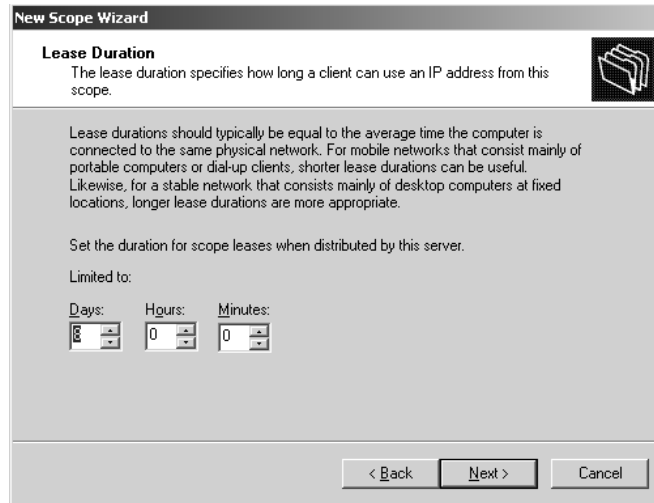 New Scope Wizard
Lease Duration
The lease duration specifies how long a client can use an IP address from this
scope.
Lease durations should typically be equal to the average time the computer is
connected to the same physical network. For mobile networks that consist mainly of
portable computers or dial-up clients, shorter lease durations can be useful.
Likewise, for a stable network that consists mainly of desktop computers at fixed
locations, longer lease durations are more appropriate.
Set the duration for scope leases when distributed by this server.
Limited to:
Days: Hours: Minutes:
8 0 0
< Back Next > Cancel